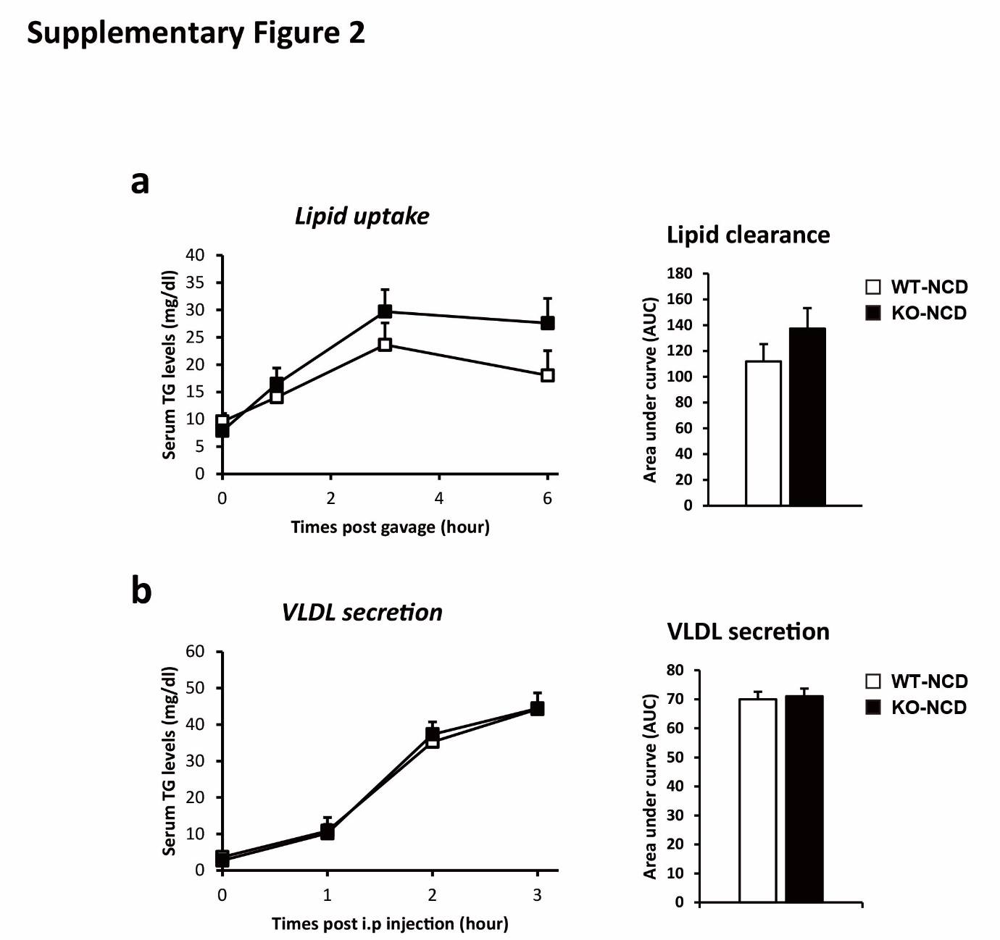 Supplementary Figure 2
a
Lipid uptake
Serum TG levels (mg/dl)
40
35
30
25
20
15
10
5
0
0 2 4 6
Times post gavage (hour)
Lipid clearance
Area under curve (AUC)
180
160
140
120
100
80
60
40
20
0
WT-NCD
KO-NCD
b
VLDL secretion
Serum TG levels (mg/dl)
60
50
40
30
20
10
0
0 1 2 3
Times post i.p injection (hour)
VLDL secretion
Area under curve (AUC)
80
70
60
50
40
30
20
10
0
WT-NCD
KO-NCD